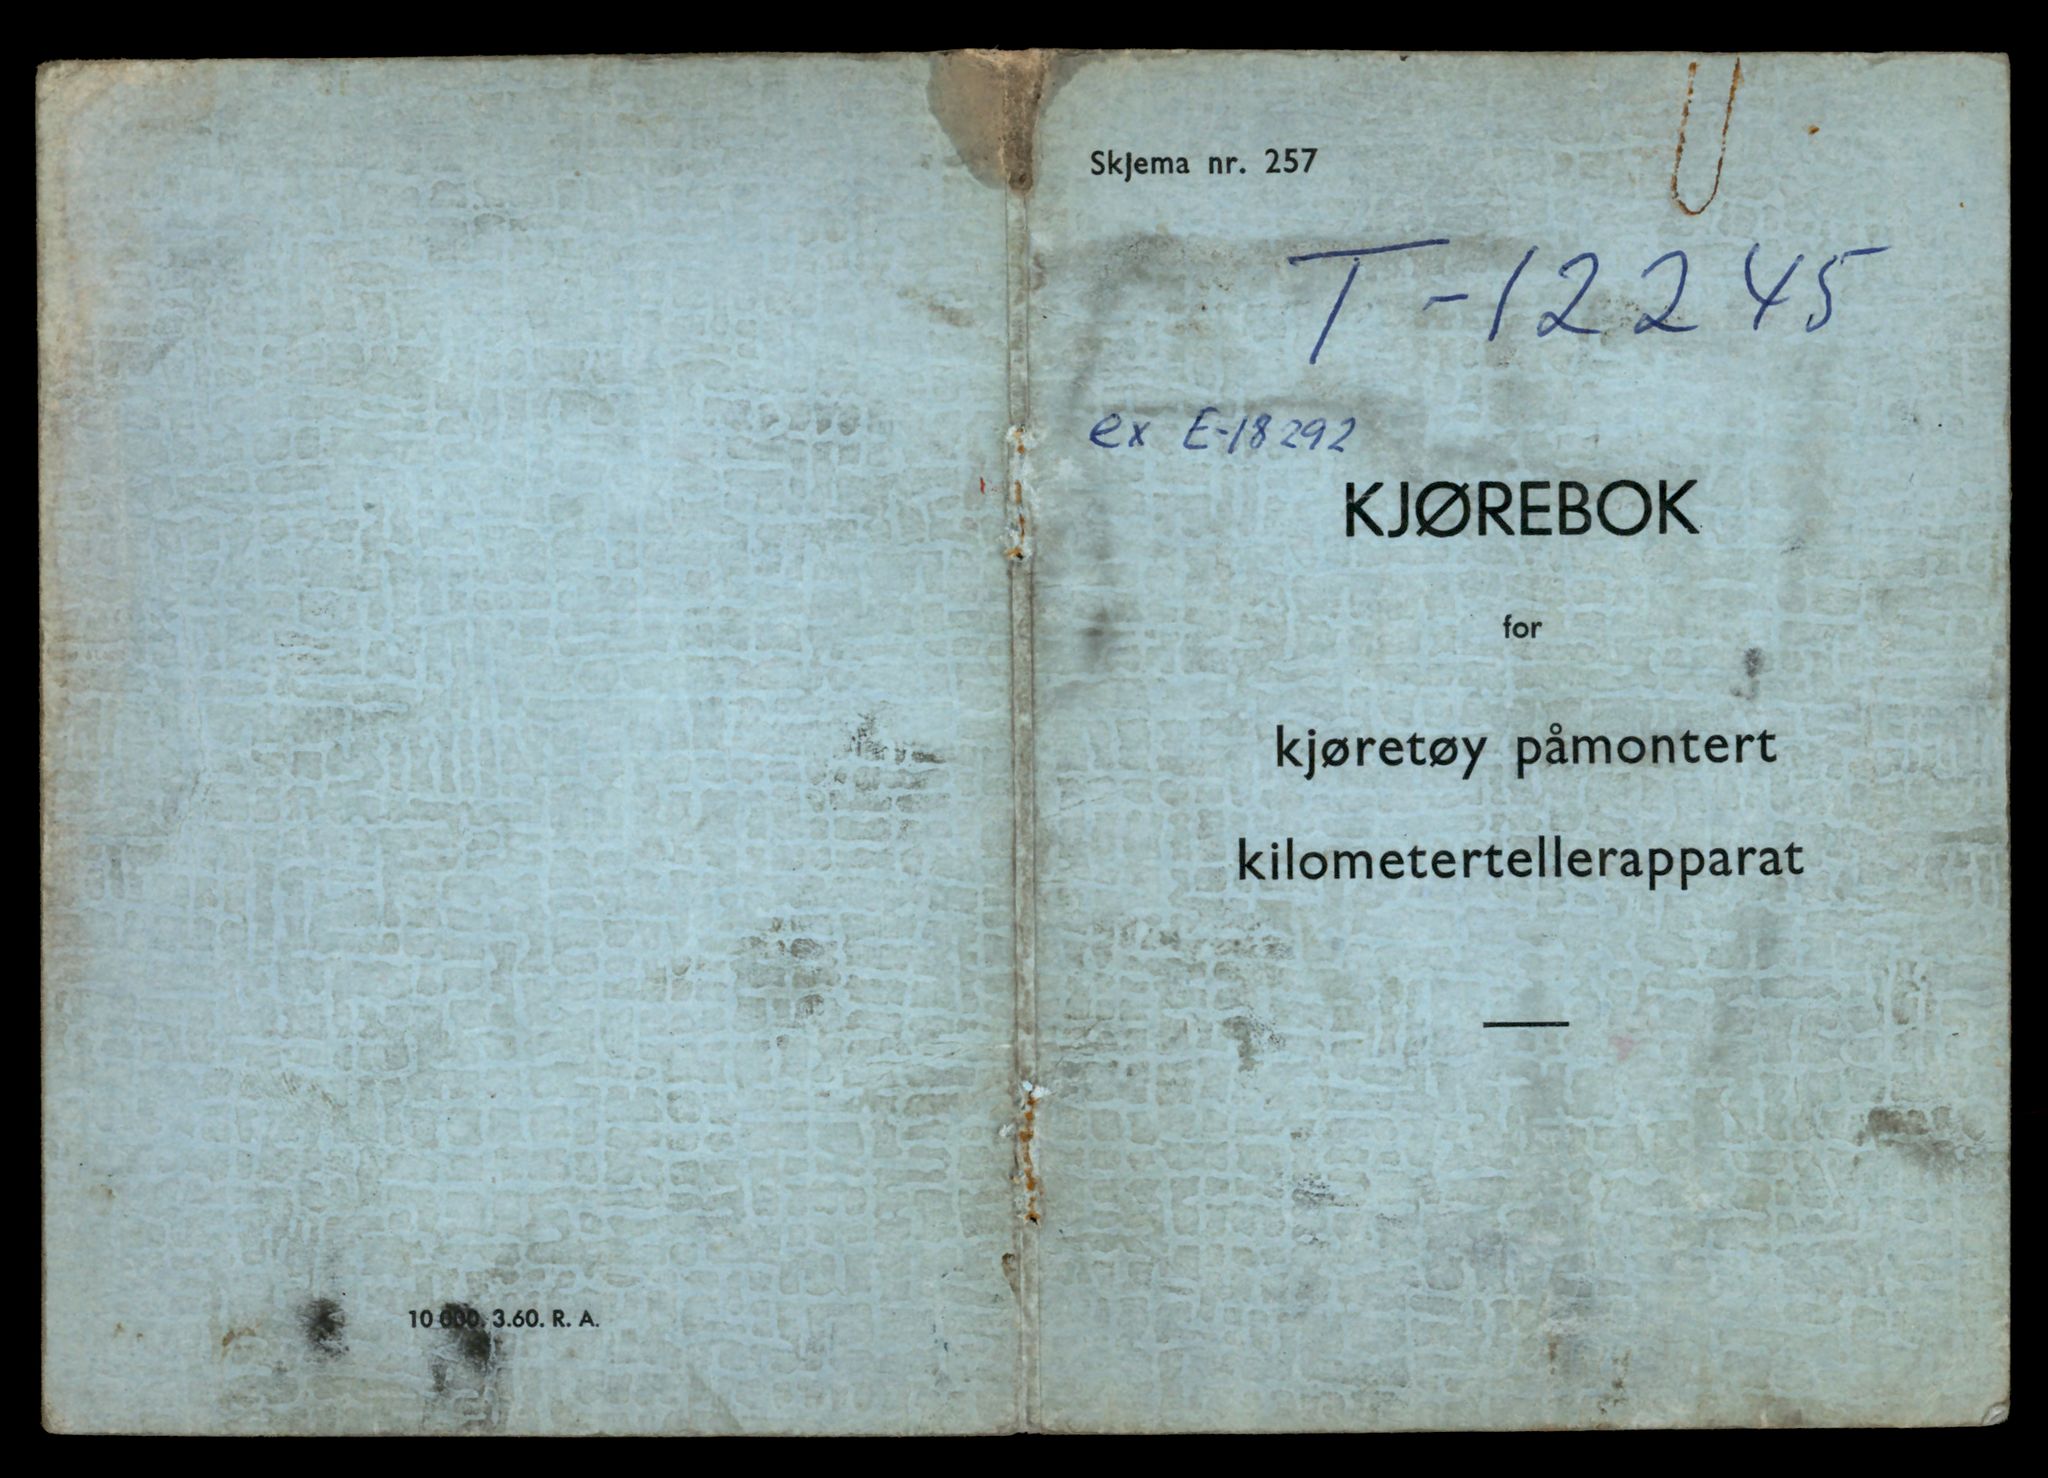 Skjema nr. 257
T-12245
ex E-18292
KJØREBOK
for
kjøretøy påmontert
kilometertellerapparat
10 000. 3.60. R. A.